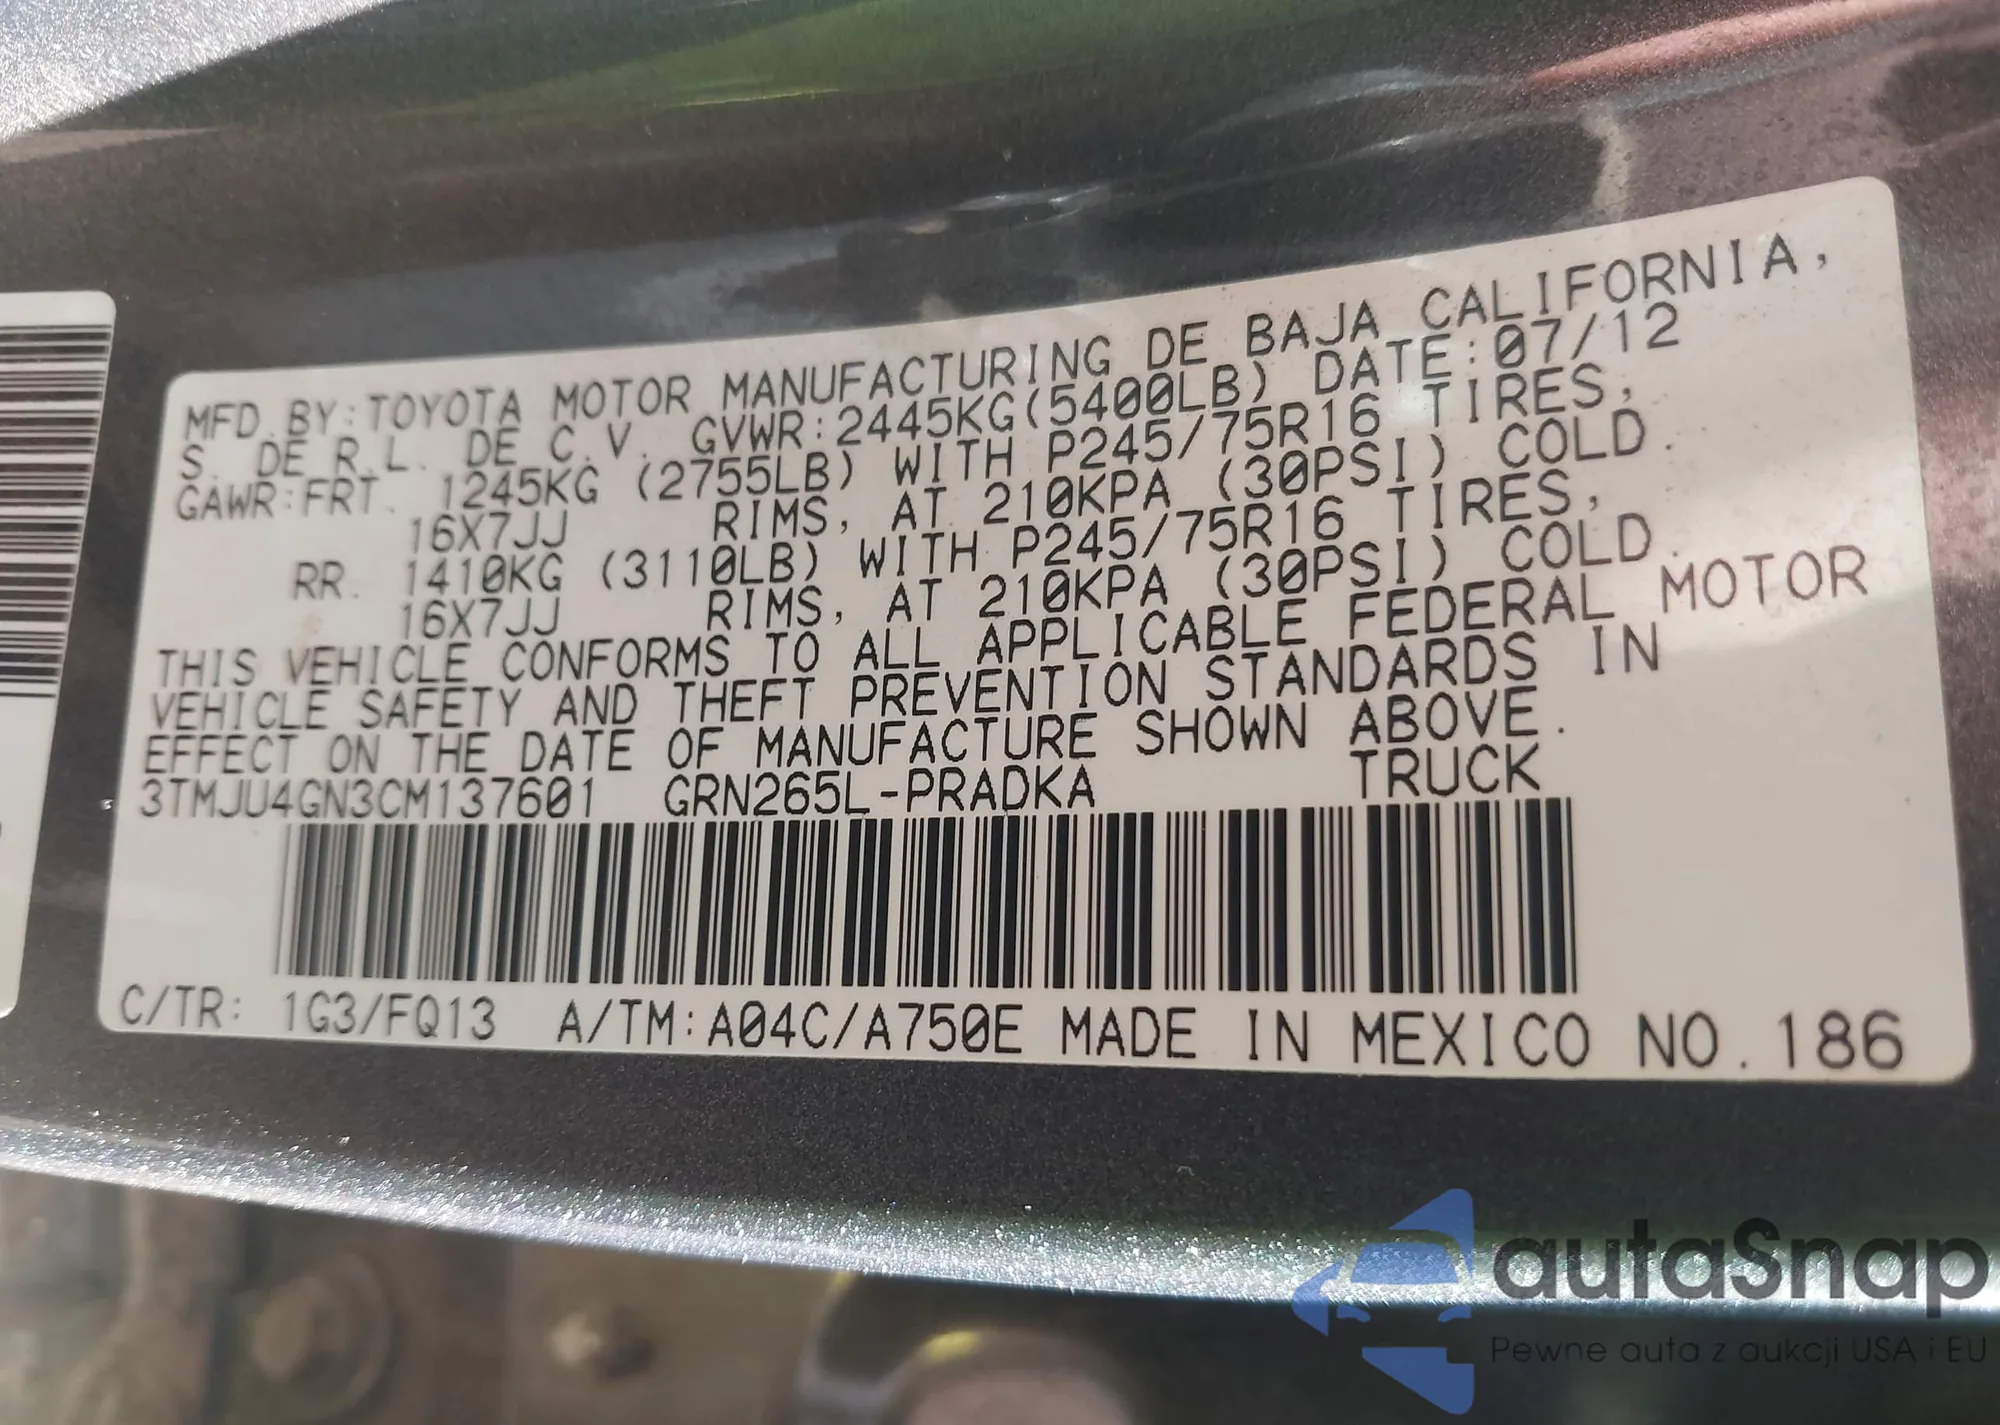 MFD.BY:TOYOTA MOTOR MANUFACTURING DE BAJA CALIFORNIA,
S. DE R.L. DE C.V. GVWR:2445KG(5400LB) DATE:07/12
GAWR:FRT. 1245KG (2755LB) WITH P245/75R16 TIRES,
16X7JJ RIMS, AT 210KPA (30PSI) COLD.
RR. 1410KG (3110LB) WITH P245/75R16 TIRES,
16X7JJ RIMS, AT 210KPA (30PSI) COLD.
THIS VEHICLE CONFORMS TO ALL APPLICABLE FEDERAL MOTOR
VEHICLE SAFETY AND THEFT PREVENTION STANDARDS IN
EFFECT ON THE DATE OF MANUFACTURE SHOWN ABOVE.
3TMJU4GN3CM137601 GRN265L-PRADKA TRUCK
C/TR: 1G3/FQ13 A/TM:A04C/A750E MADE IN MEXICO NO.186
autaSnap
Pewne auta z aukcji USA i EU